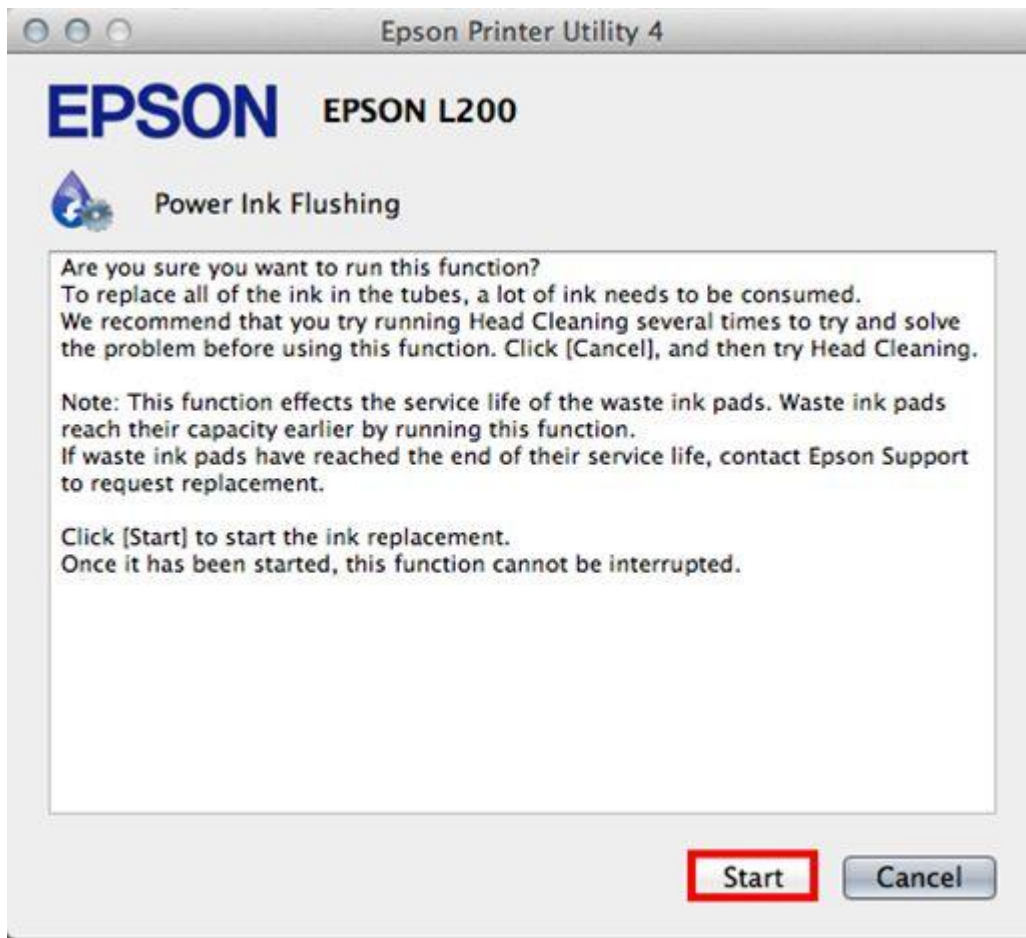 Epson Printer Utility 4
EPSON EPSON L200
Power Ink Flushing
Are you sure you want to run this function?
To replace all of the ink in the tubes, a lot of ink needs to be consumed.
We recommend that you try running Head Cleaning several times to try and solve
the problem before using this function. Click [Cancel], and then try Head Cleaning.
Note: This function effects the service life of the waste ink pads. Waste ink pads
reach their capacity earlier by running this function.
If waste ink pads have reached the end of their service life, contact Epson Support
to request replacement.
Click [Start] to start the ink replacement.
Once it has been started, this function cannot be interrupted.
Start Cancel